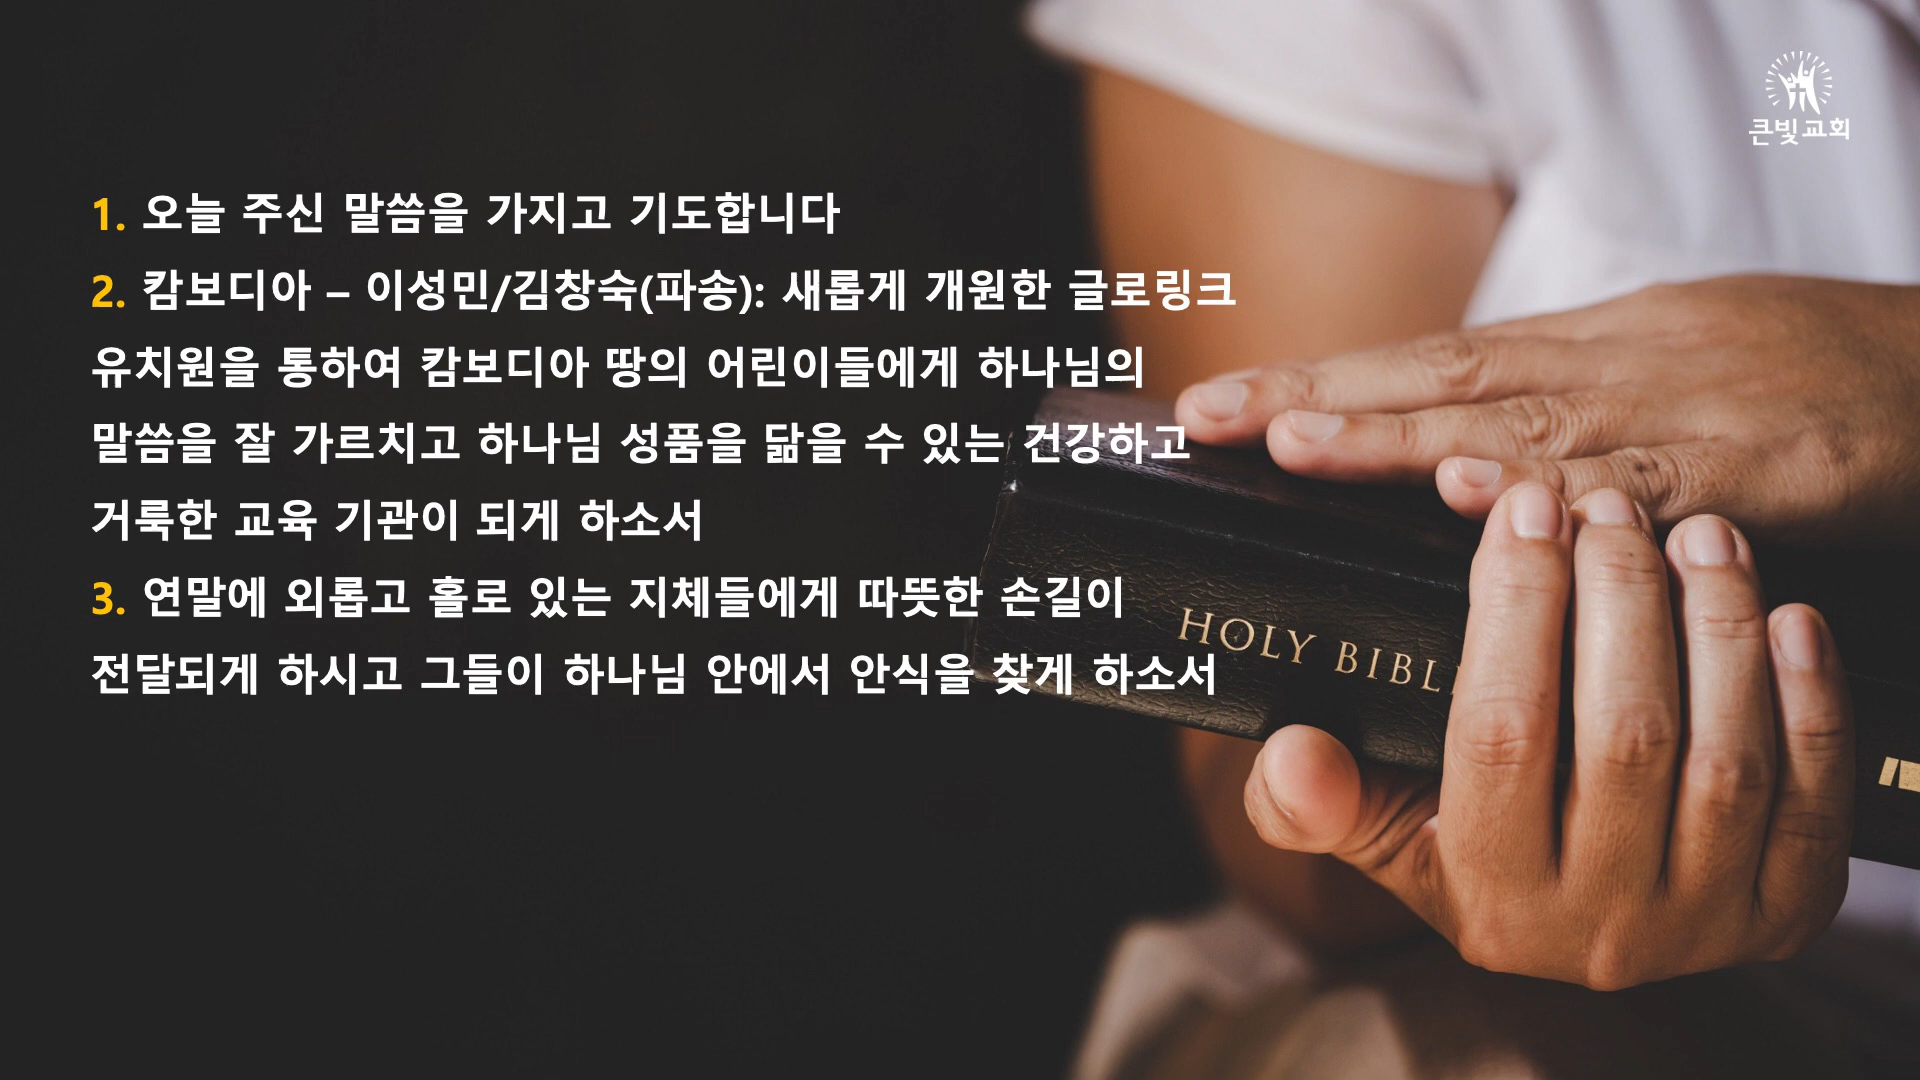 큰빛교회
1. 오늘 주신 말씀을 가지고 기도합니다
2. 캄보디아 – 이성민/김창숙(파송): 새롭게 개원한 글로링크
유치원을 통하여 캄보디아 땅의 어린이들에게 하나님의
말씀을 잘 가르치고 하나님 성품을 닮을 수 있는 건강하고
거룩한 교육 기관이 되게 하소서
3. 연말에 외롭고 홀로 있는 지체들에게 따뜻한 손길이
전달되게 하시고 그들이 하나님 안에서 안식을 찾게 하소서
HOLY BIBL